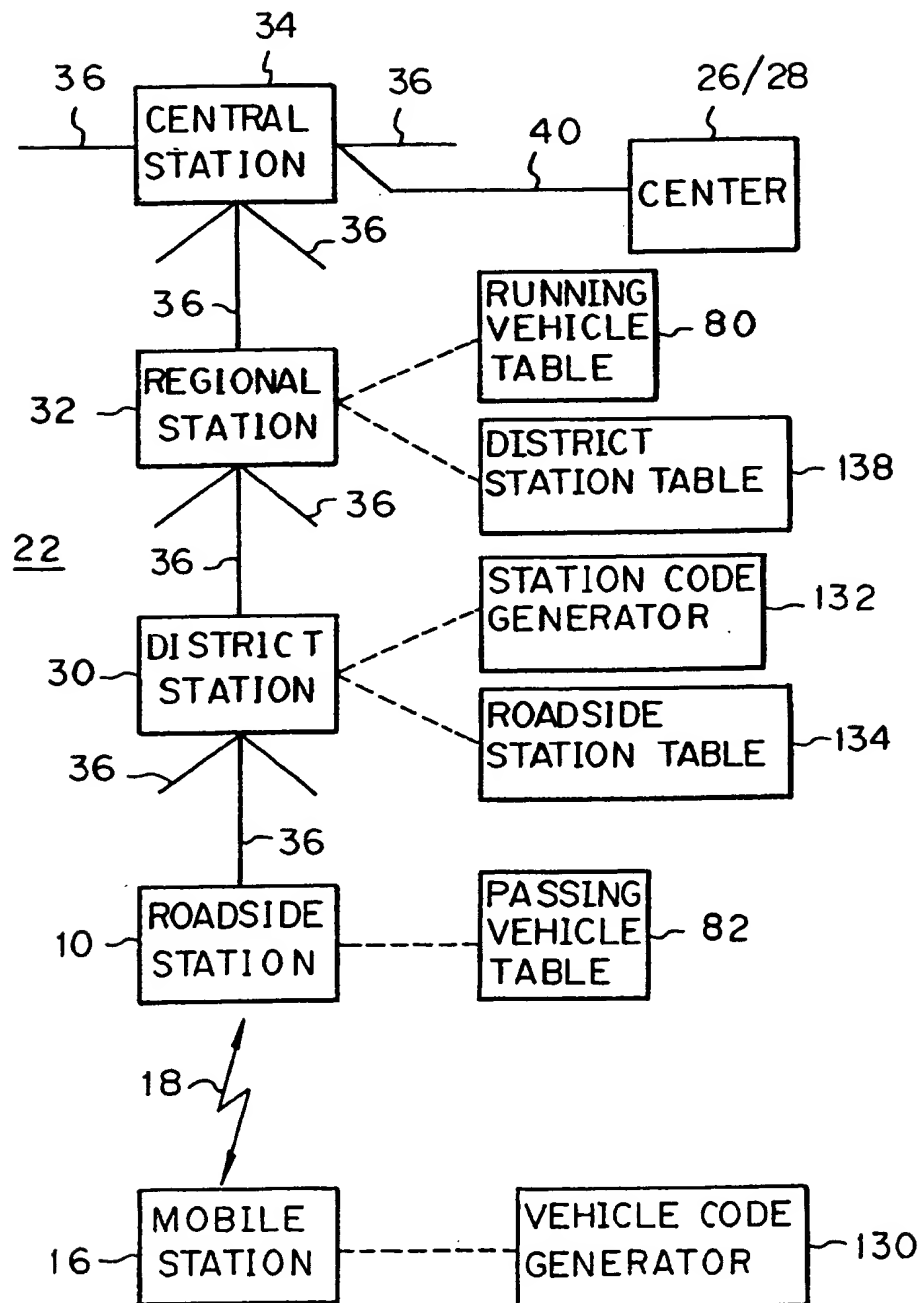 34
36
36
26/28
CENTRAL
STATION
40
CENTER
36
36
RUNNING
VEHICLE
TABLE
80
REGIONAL
STATION
32
DISTRICT
STATION TABLE
138
36
22
36
STATION CODE
GENERATOR
132
DISTRICT
STATION
30
ROADSIDE
STATION TABLE
134
36
36
ROADSIDE
STATION
10
PASSING
VEHICLE
TABLE
82
18
MOBILE
STATION
16
VEHICLE CODE
GENERATOR
130